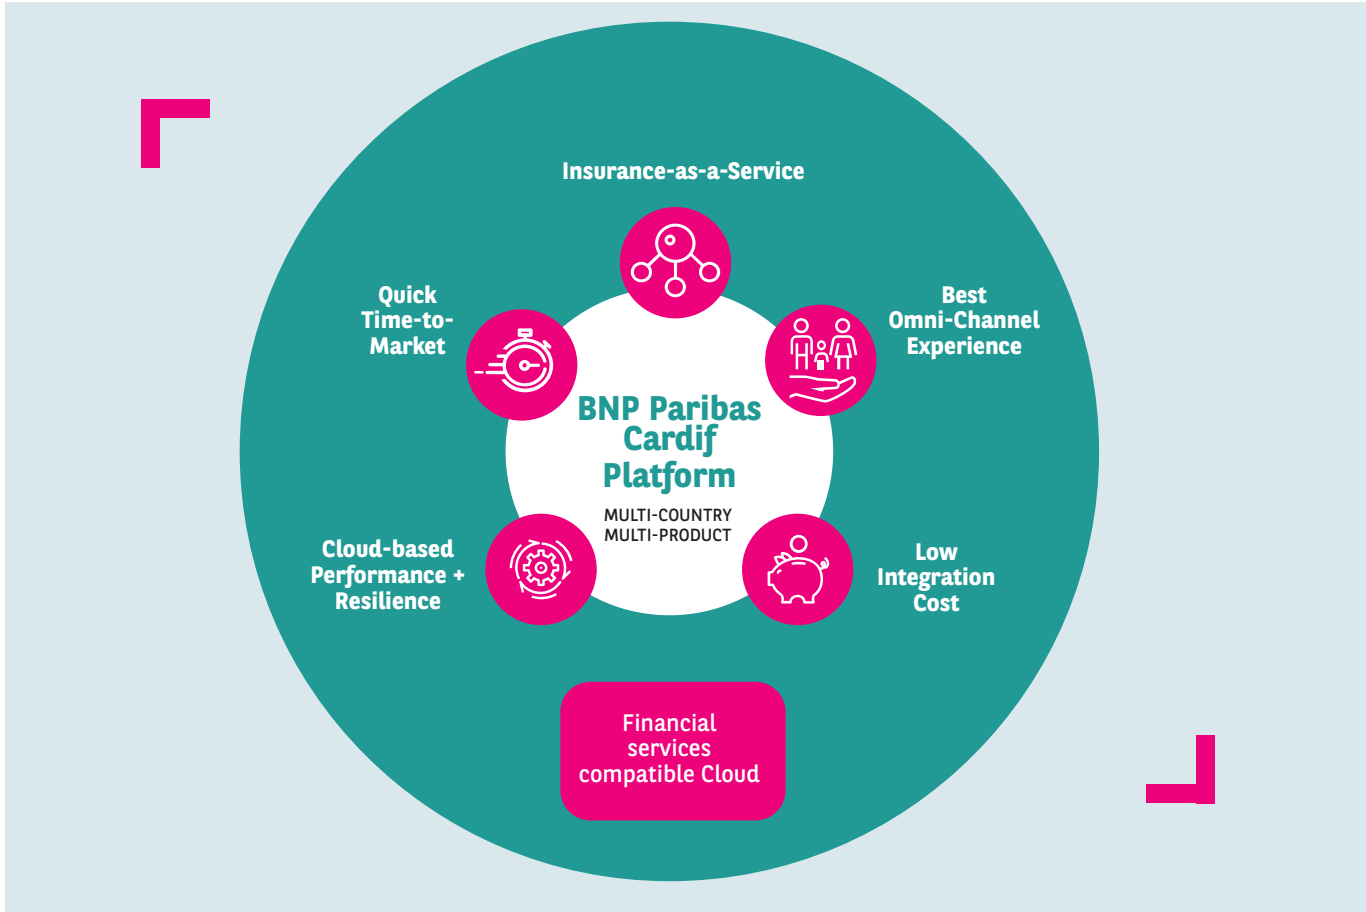 Insurance-as-a-Service
Quick
Time-to-
Market
Best
Omni-Channel
Experience
BNP Paribas
Cardif
Platform
MULTI-COUNTRY
MULTI-PRODUCT
Cloud-based
Performance +
Resilience
Low
Integration
Cost
Financial
services
compatible Cloud